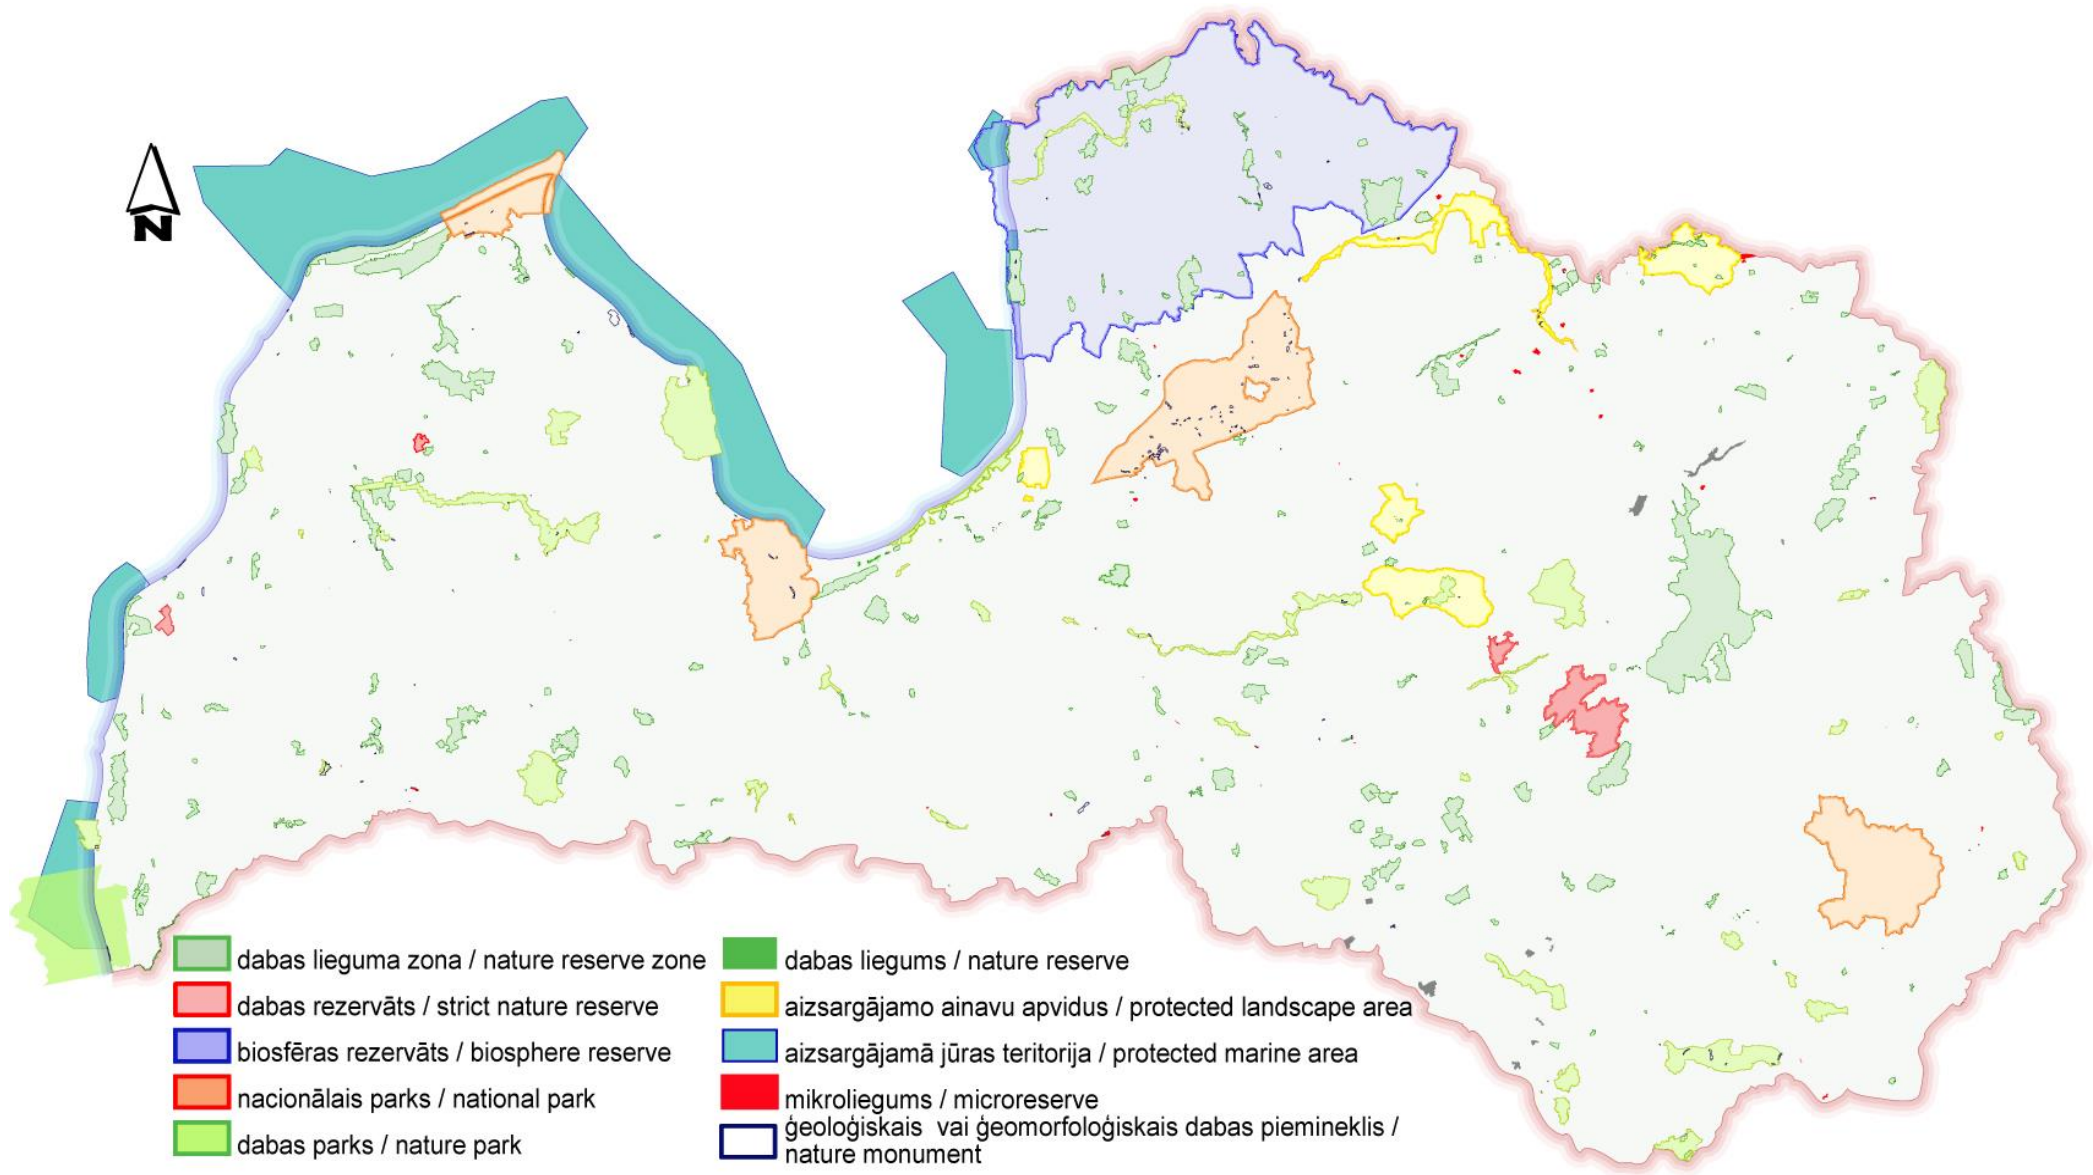 N
dabas lieguma zona / nature reserve zone
dabas rezervāts / strict nature reserve
biosfēras rezervāts / biosphere reserve
nacionālais parks / national park
dabas parks / nature park
dabas liegums / nature reserve
aizsargājamo ainavu apvidus / protected landscape area
aizsargājamā jūras teritorija / protected marine area
mikroliegums / microreserve
ģeoloģiskais vai ģeomorfoloģiskais dabas piemineklis /
nature monument